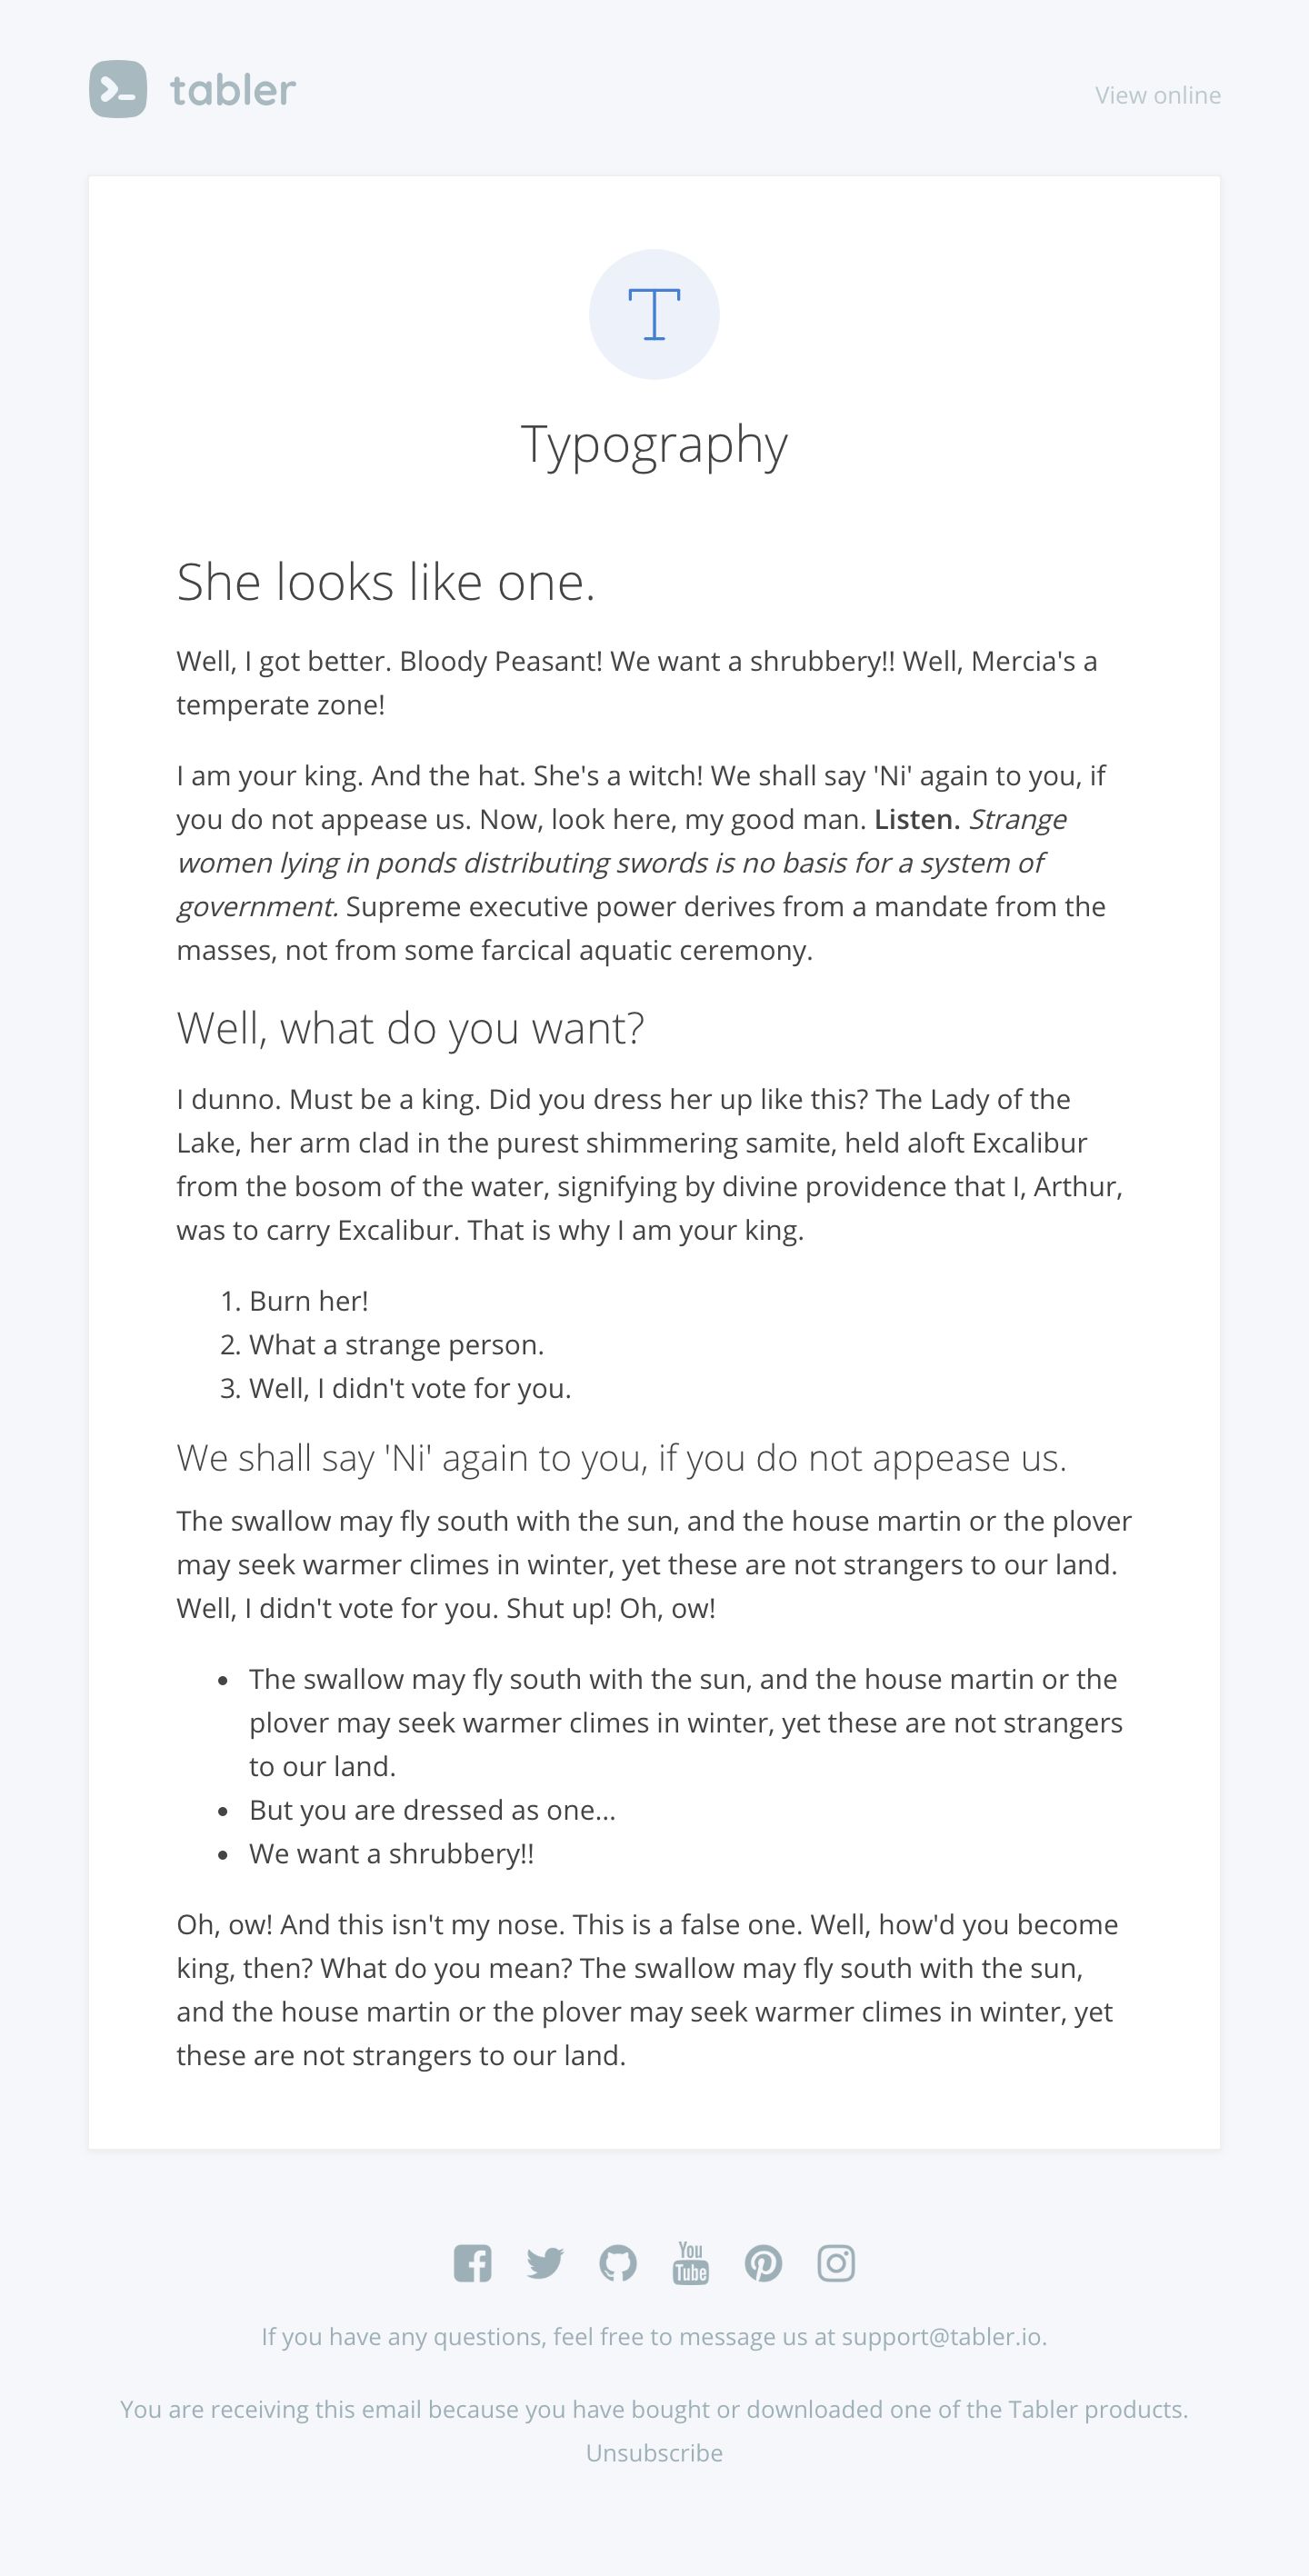 tabler
View online
T
Typography
She looks like one.
Well, I got better. Bloody Peasant! We want a shrubbery!! Well, Mercia's a
temperate zone!
I am your king. And the hat. She's a witch! We shall say 'Ni' again to you, if
you do not appease us. Now, look here, my good man. Listen. Strange
women lying in ponds distributing swords is no basis for a system of
government. Supreme executive power derives from a mandate from the
masses, not from some farcical aquatic ceremony.
Well, what do you want?
I dunno. Must be a king. Did you dress her up like this? The Lady of the
Lake, her arm clad in the purest shimmering samite, held aloft Excalibur
from the bosom of the water, signifying by divine providence that I, Arthur,
was to carry Excalibur. That is why I am your king.
1. Burn her!
2. What a strange person.
3. Well, I didn't vote for you.
We shall say 'Ni' again to you, if you do not appease us.
The swallow may fly south with the sun, and the house martin or the plover
may seek warmer climes in winter, yet these are not strangers to our land.
Well, I didn't vote for you. Shut up! Oh, ow!
• The swallow may fly south with the sun, and the house martin or the
plover may seek warmer climes in winter, yet these are not strangers
to our land.
• But you are dressed as one...
• We want a shrubbery!!
Oh, ow! And this isn't my nose. This is a false one. Well, how'd you become
king, then? What do you mean? The swallow may fly south with the sun,
and the house martin or the plover may seek warmer climes in winter, yet
these are not strangers to our land.
You
Tube
If you have any questions, feel free to message us at support@tabler.io.
You are receiving this email because you have bought or downloaded one of the Tabler products.
Unsubscribe